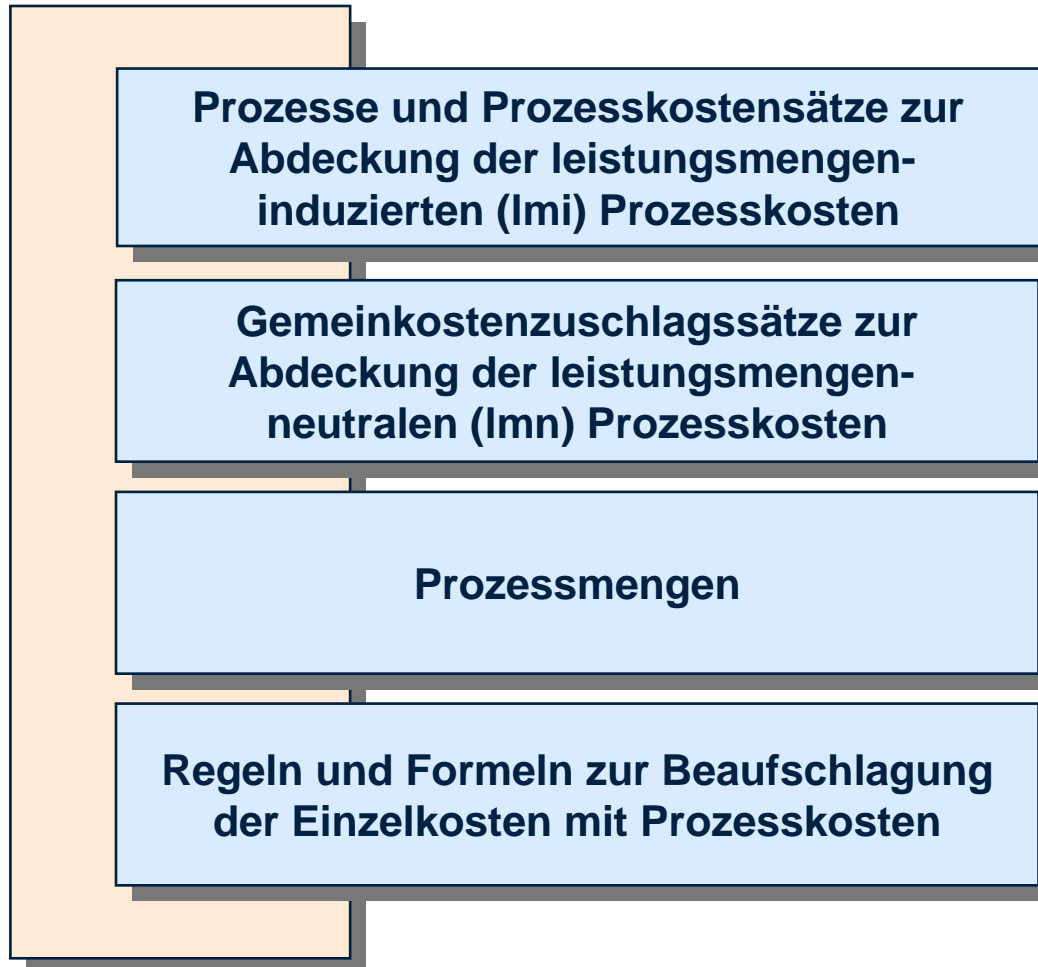 Prozesse und Prozesskostensätze zur
Abdeckung der leistungsmengen-
induzierten (lmi) Prozesskosten
Gemeinkostenzuschlagssätze zur
Abdeckung der leistungsmengen-
neutralen (lmn) Prozesskosten
Prozessmengen
Regeln und Formeln zur Beaufschlagung
der Einzelkosten mit Prozesskosten